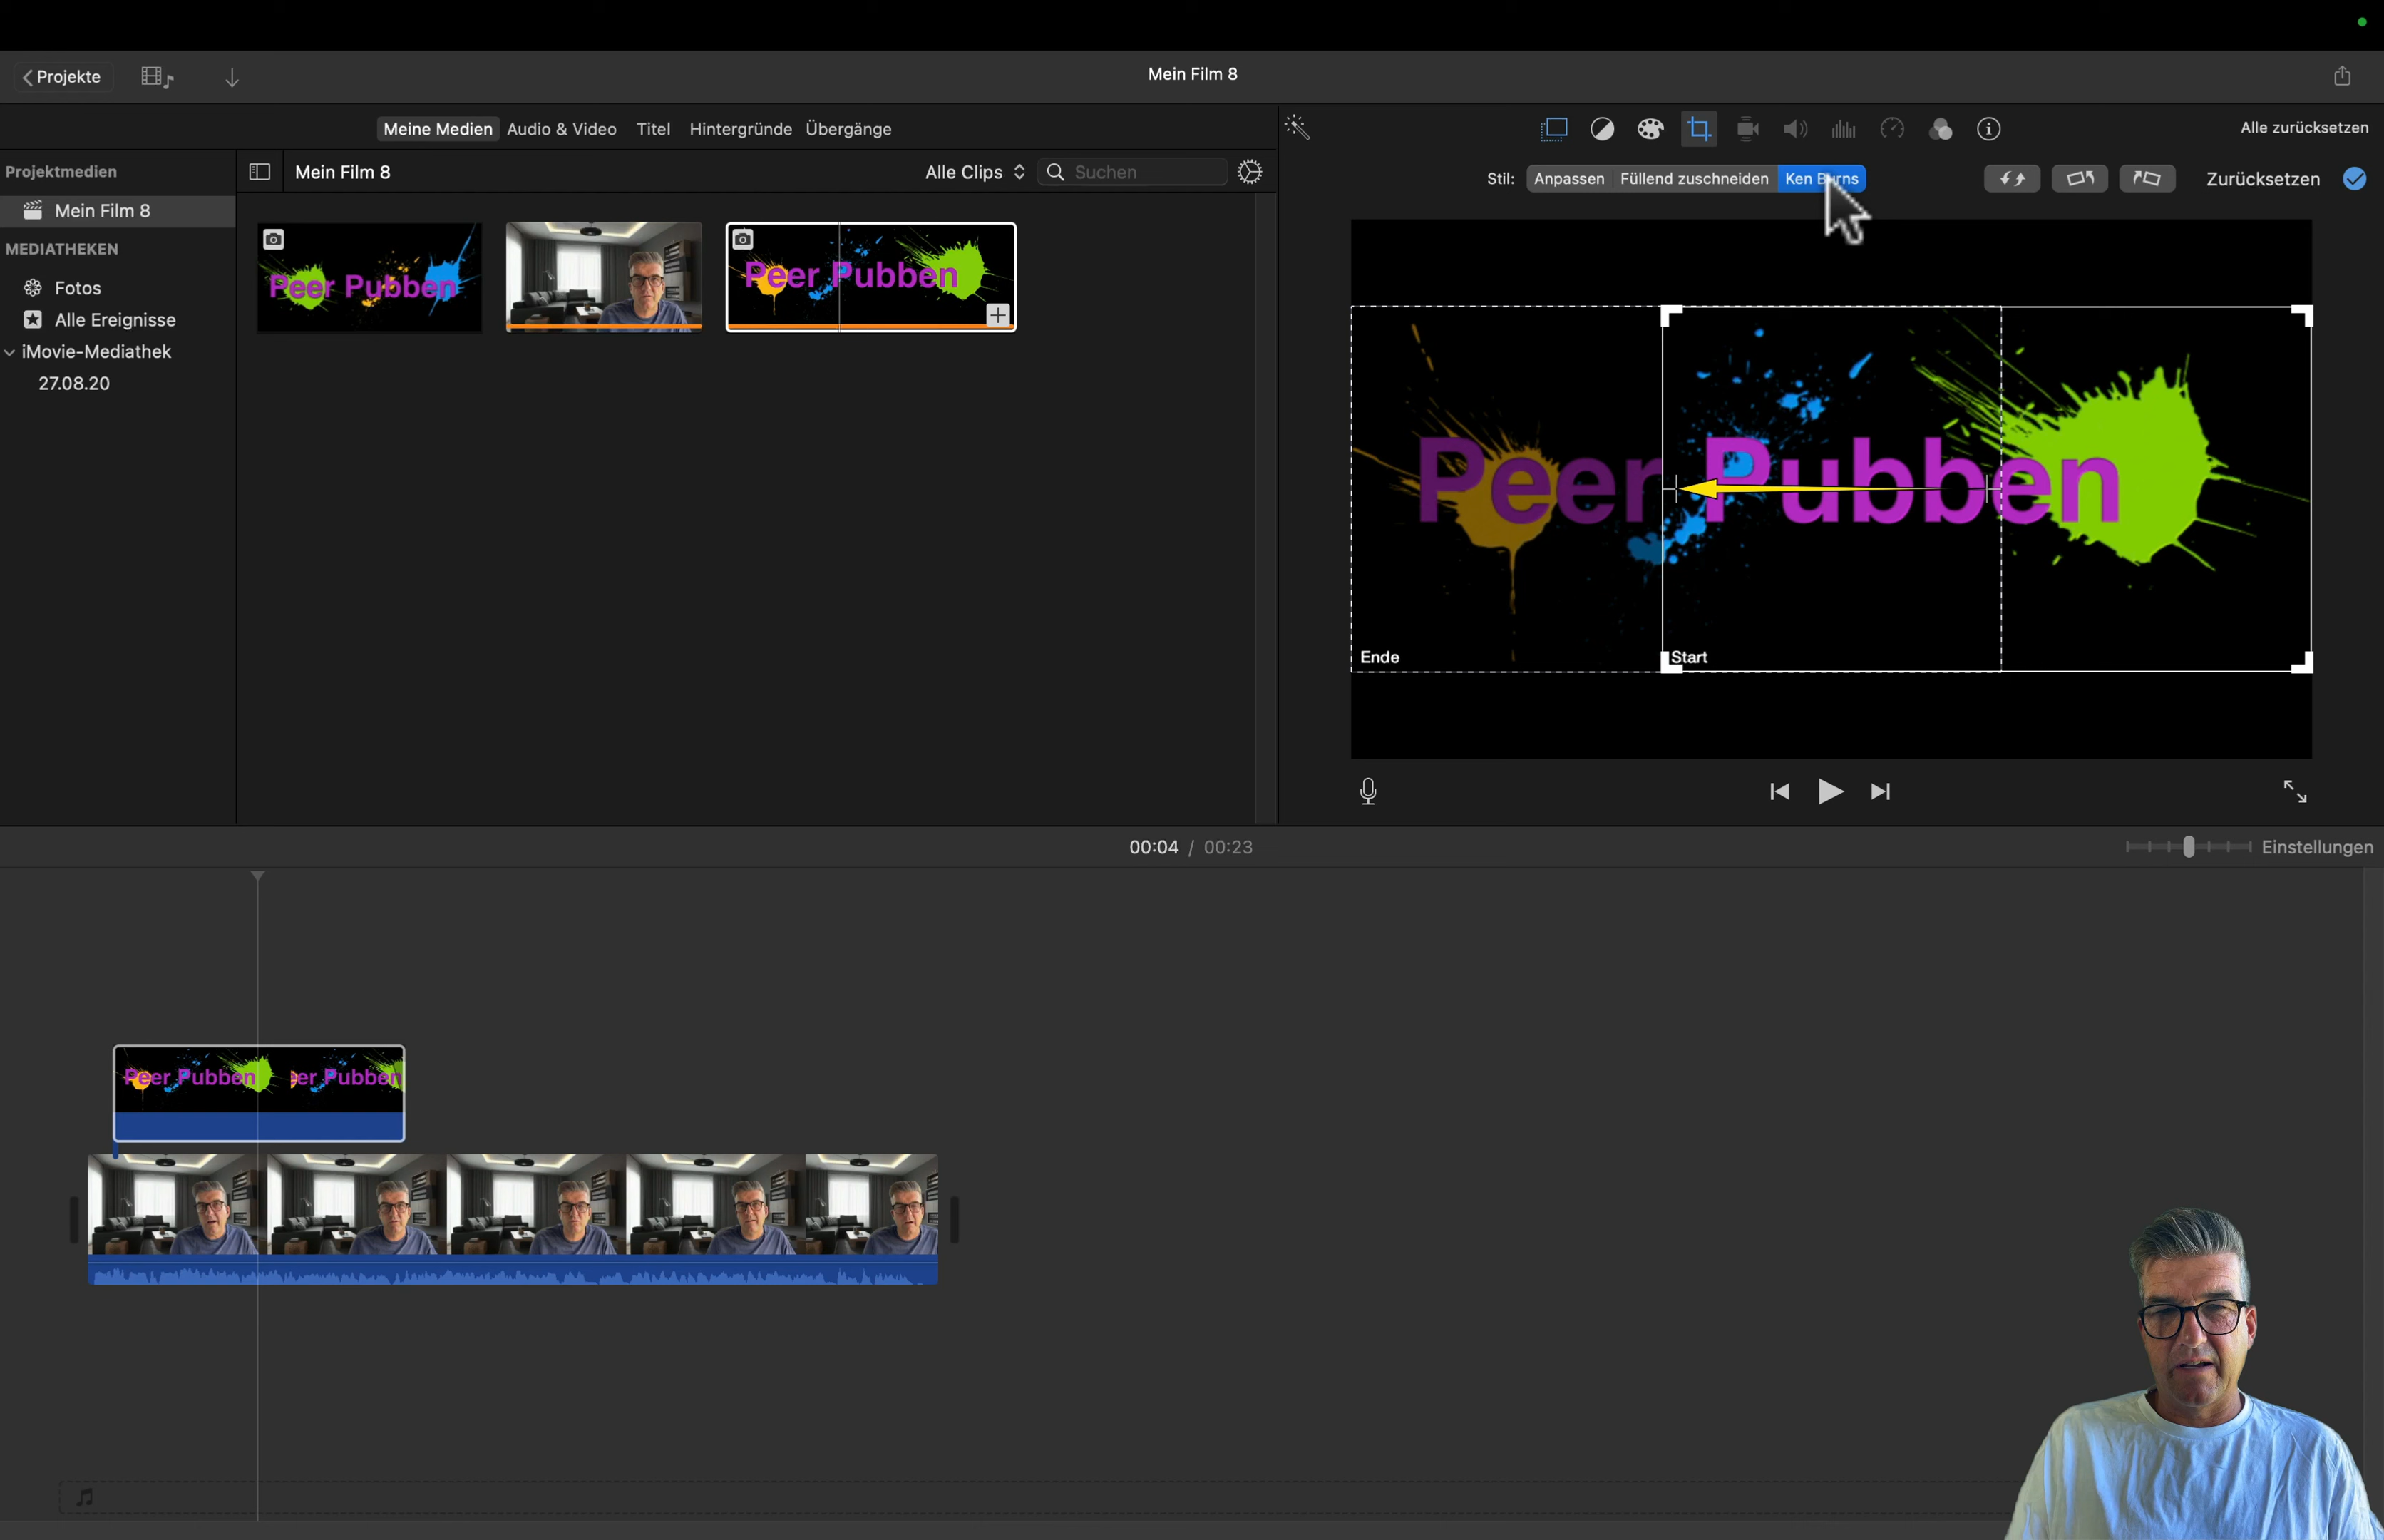 Projekte
Mein Film 8
Meine Medien
Audio & Video
Titel
Hintergründe
Übergänge
Alle zurücksetzen
Projektmedien
Mein Film 8
Alle Clips
Suchen
Stil:
Anpassen
Füllend zuschneiden
Ken Burns
Zurücksetzen
Mein Film 8
MEDIATHEKEN
Fotos
Alle Ereignisse
iMovie-Mediathek
27.08.20
Peer Pubben
Peer Pubben
Peer Pubben
Ende
Start
00:04 / 00:23
Einstellungen
Peer Pubben
er Pubben